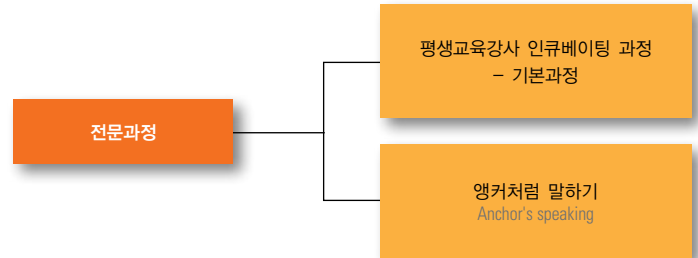 전문과정
평생교육강사 인큐베이팅 과정
– 기본과정
앵커처럼 말하기
Anchor's speaking